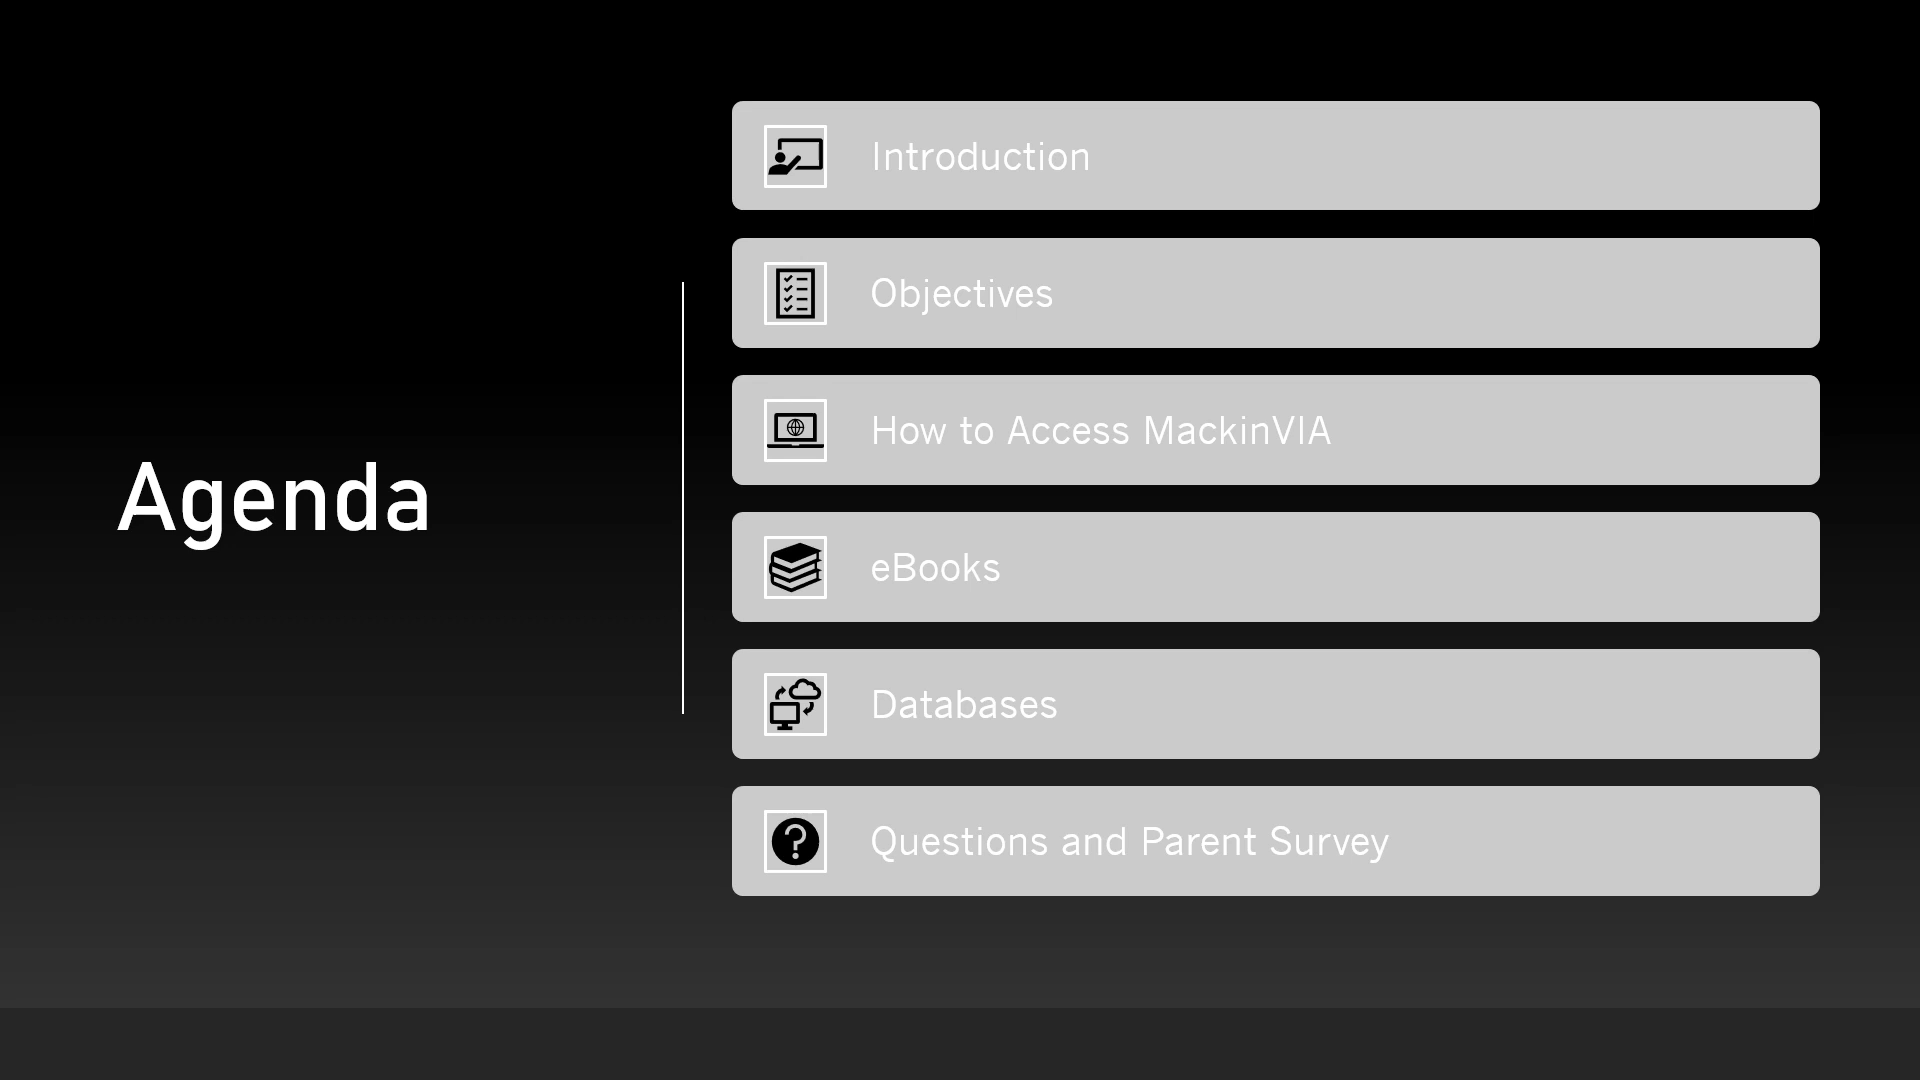 Agenda
Introduction
Objectives
How to Access MackinVIA
eBooks
Databases
Questions and Parent Survey